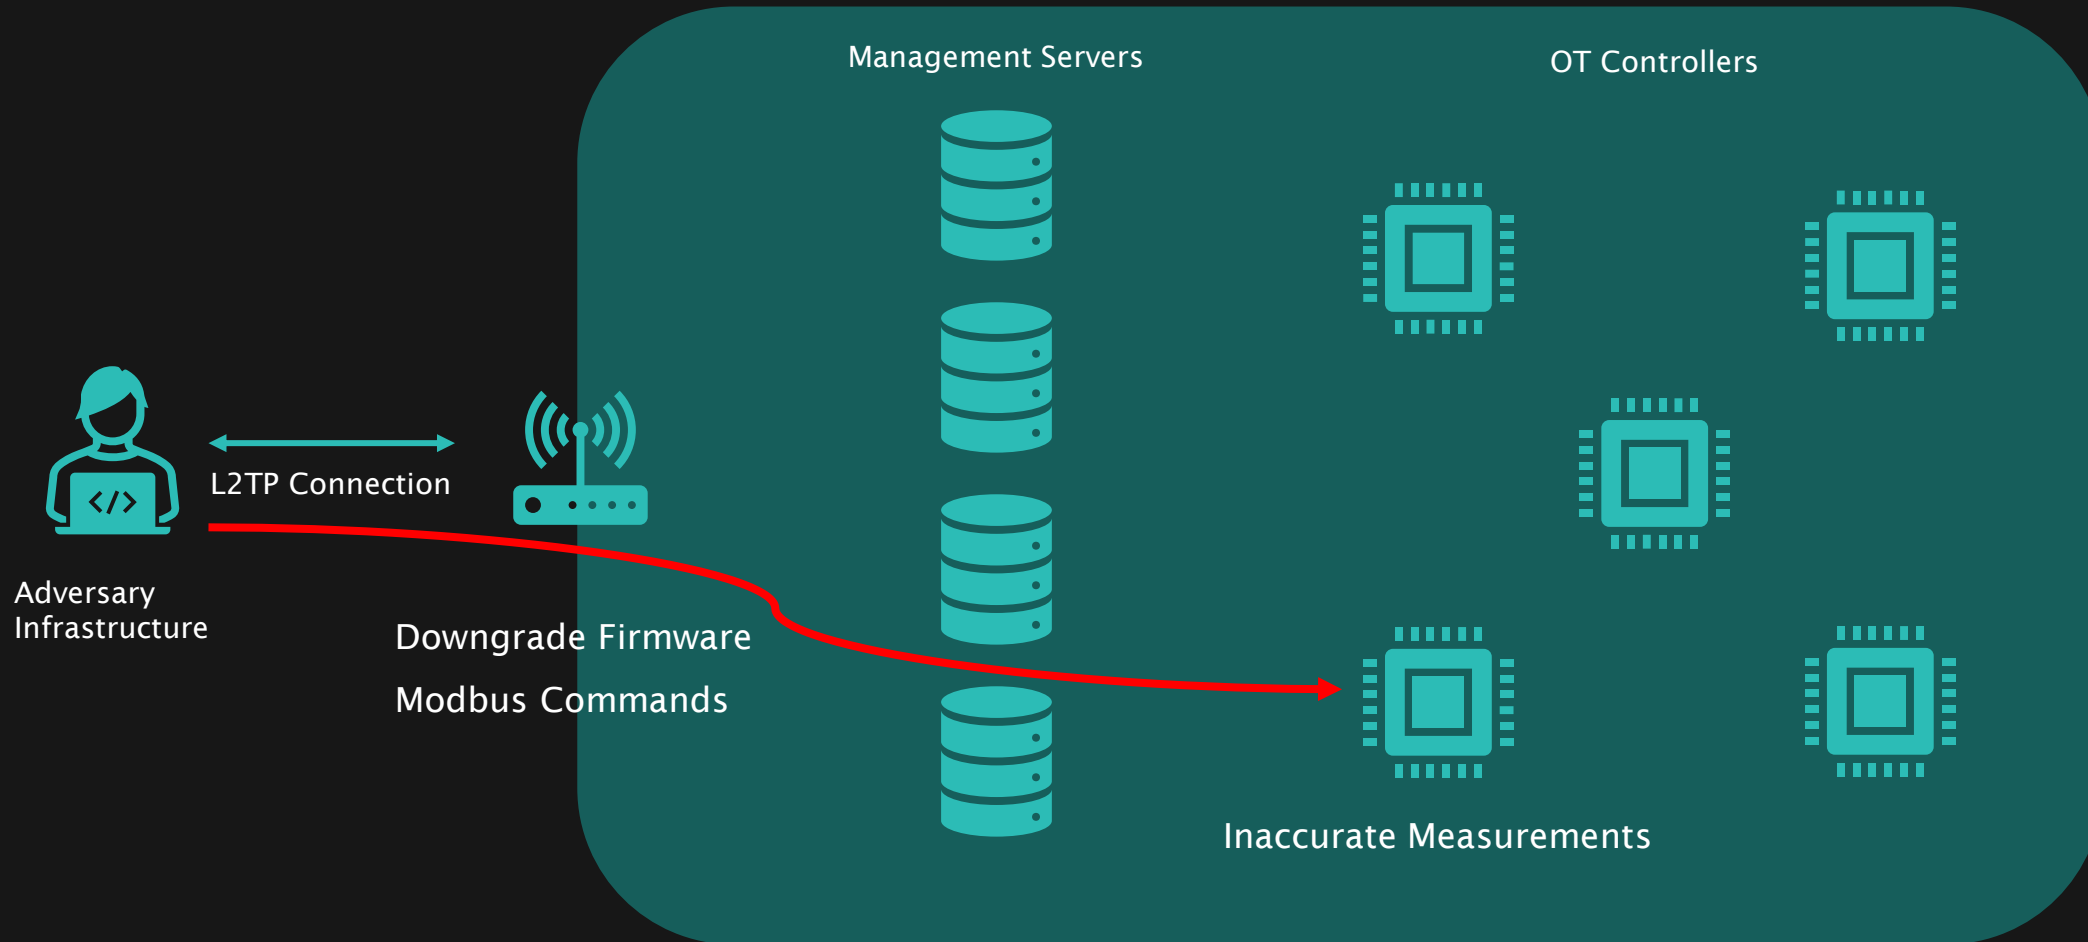 Management Servers
OT Controllers
L2TP Connection
Adversary
Infrastructure
Downgrade Firmware
Modbus Commands
Inaccurate Measurements